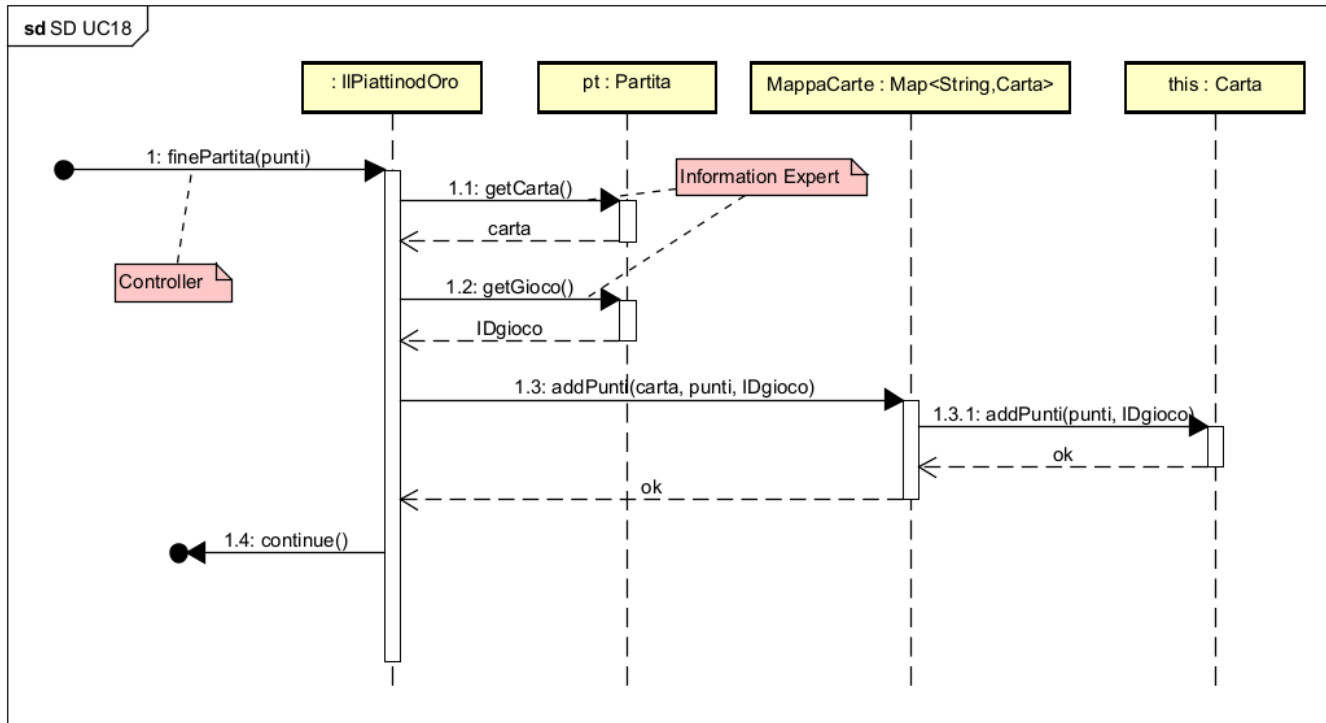 sd SD UC18
: IlPiattinodOro
pt : Partita
MappaCarte : Map<String,Carta>
this : Carta
1: finePartita(punti)
Information Expert
1.1: getCarta()
carta
Controller
1.2: getGioco()
IDgioco
1.3: addPunti(carta, punti, IDgioco)
1.3.1: addPunti(punti, IDgioco)
ok
ok
1.4: continue()